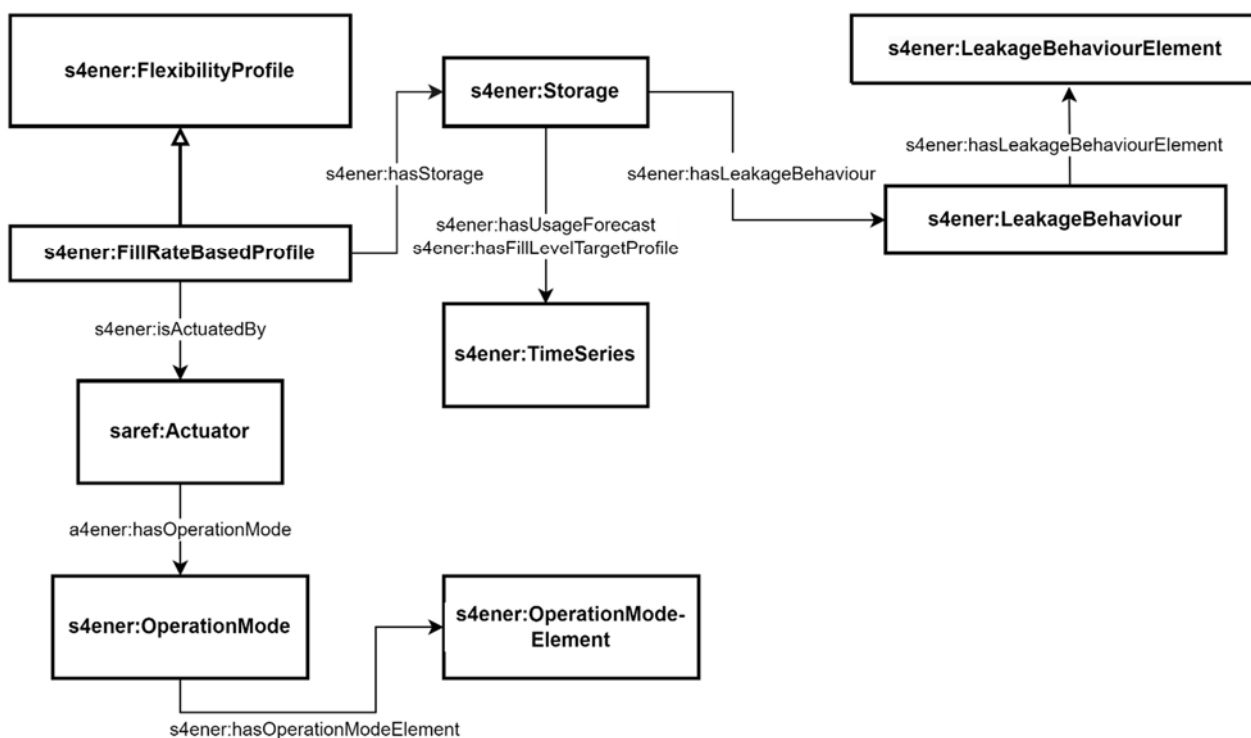 s4ener:FlexibilityProfile
s4ener:Storage
s4ener:LeakageBehaviourElement
s4ener:hasLeakageBehaviourElement
s4ener:hasStorage
s4ener:hasLeakageBehaviour
s4ener:LeakageBehaviour
s4ener:hasUsageForecast
s4ener:hasFillLevelTargetProfile
s4ener:FillRateBasedProfile
s4ener:isActuatedBy
s4ener:TimeSeries
saref:Actuator
a4ener:hasOperationMode
s4ener:OperationMode
s4ener:OperationMode-
Element
s4ener:hasOperationModeElement